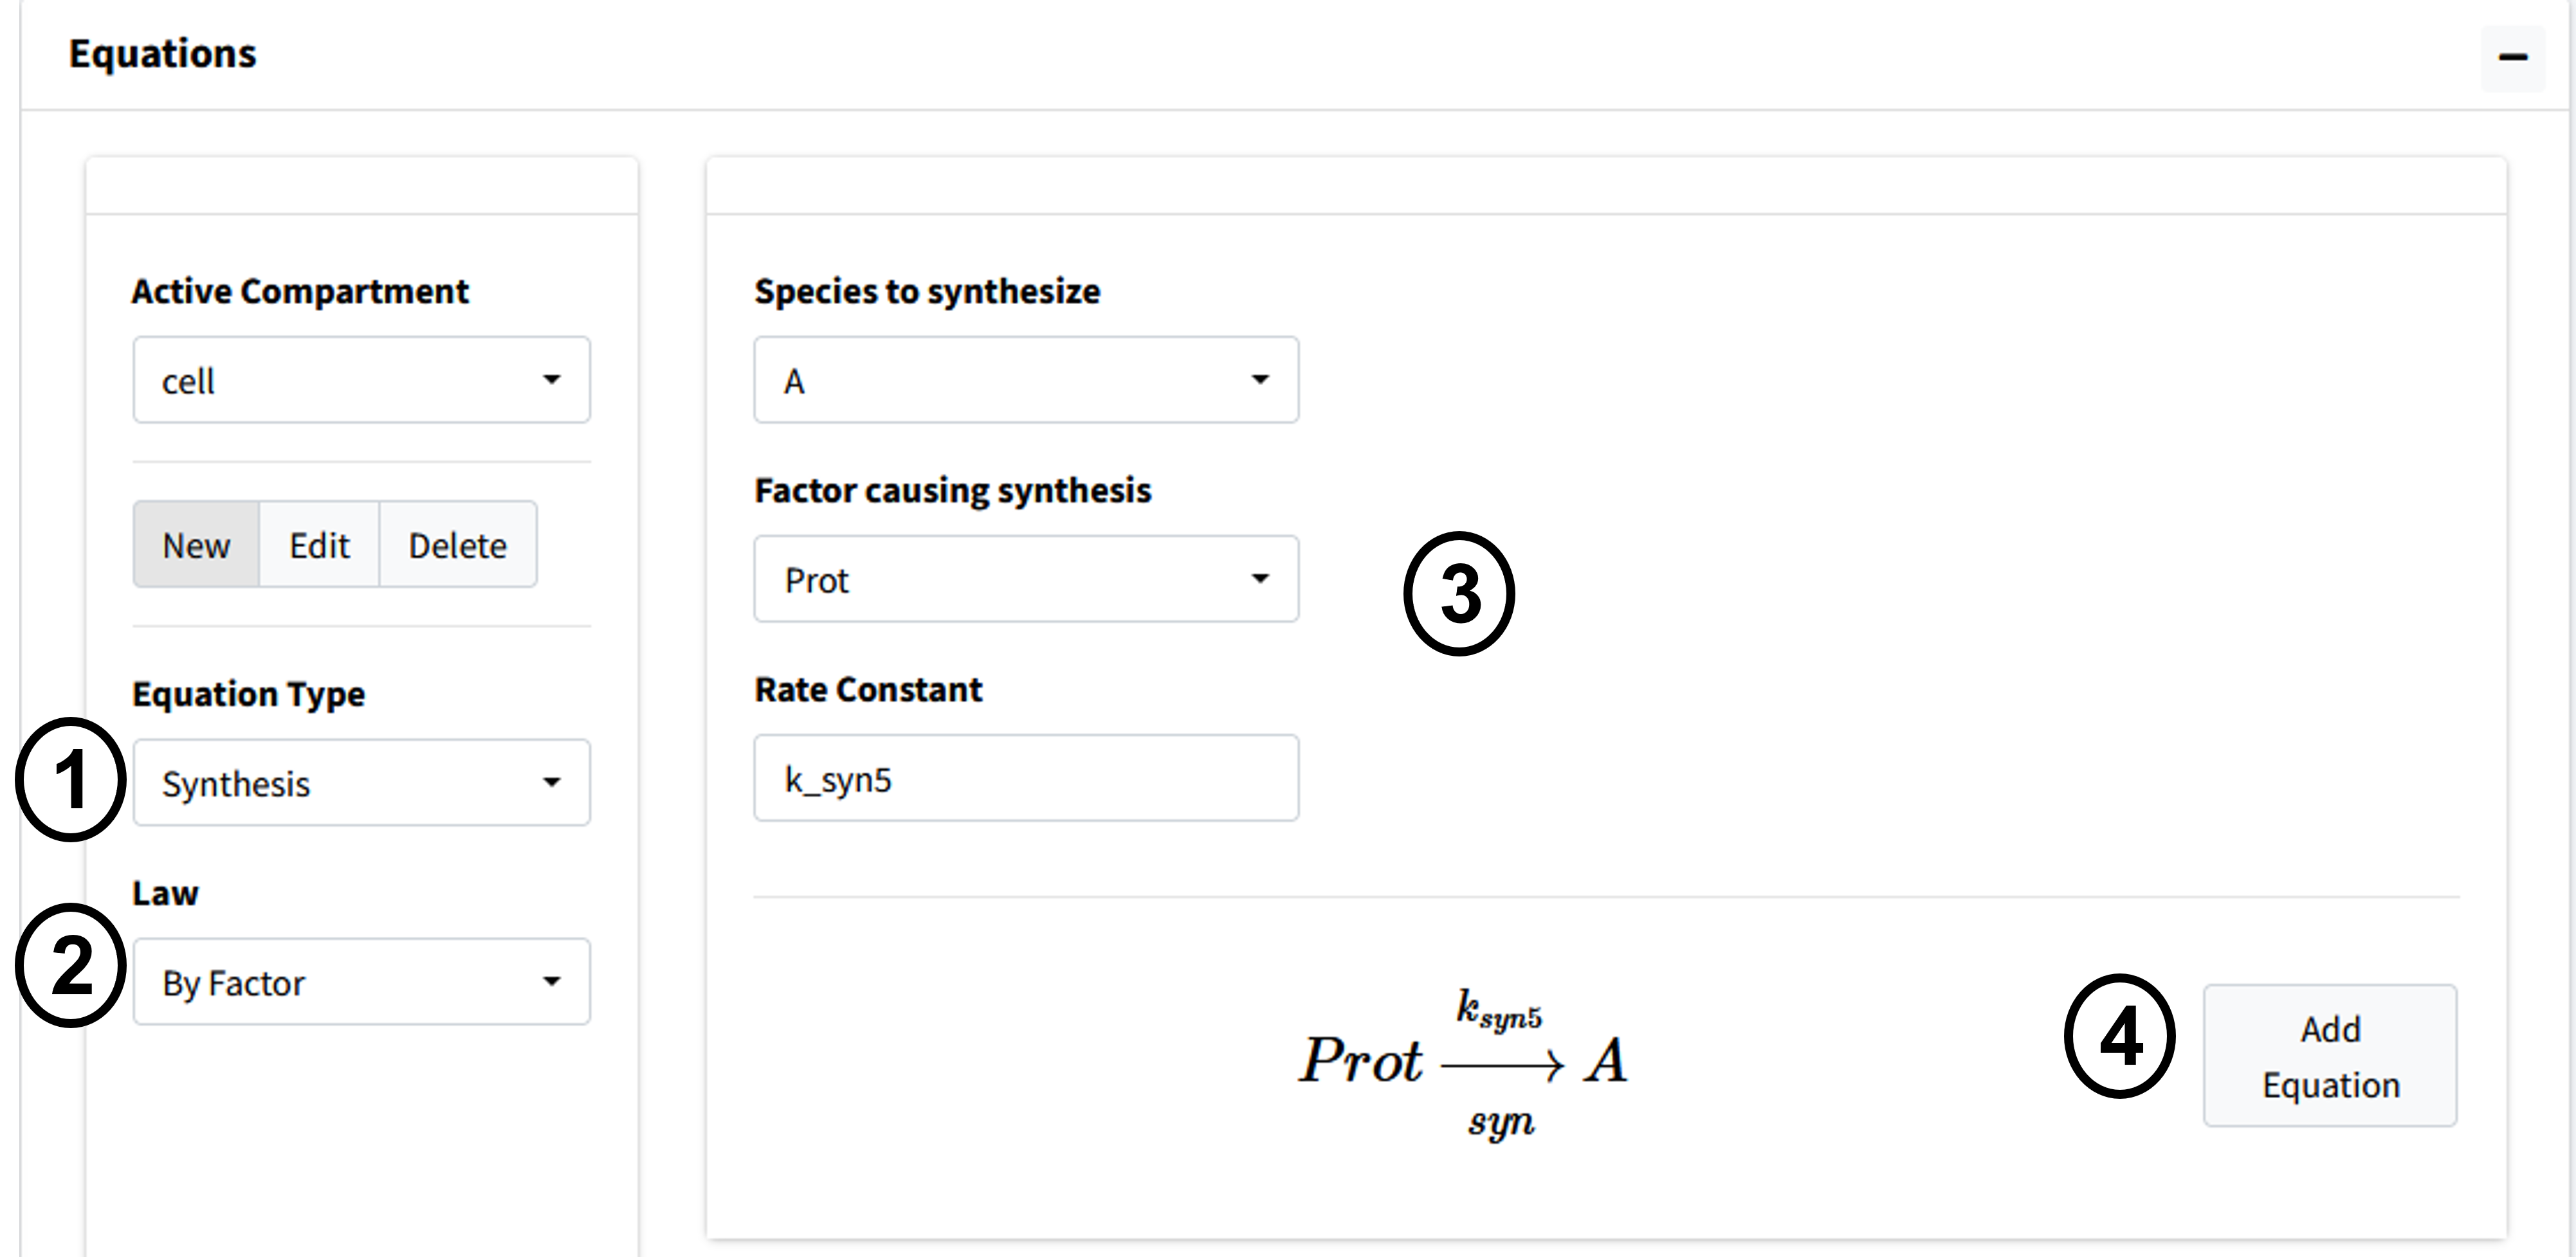 Equations
Active Compartment
cell
New Edit Delete
Equation Type
1
Synthesis
Law
2
By Factor
Species to synthesize
A
Factor causing synthesis
Prot
3
Rate Constant
k_syn5
k_{syn5}
Prot ⟶ A
syn
4
Add
Equation